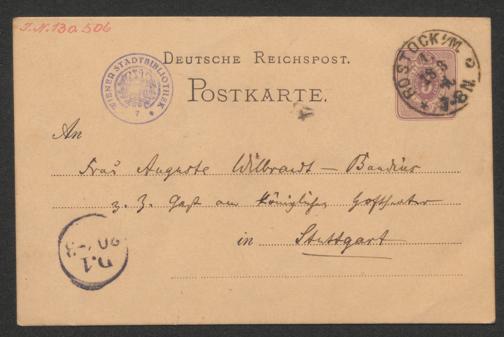 I.N. 130.506
DEUTSCHE REICHSPOST.
WIENER STADTBIBLIOTHEK
POSTKARTE.
ROSTOCK i/M.
An
Frau Auguste Wilbrandt-Baudius
z. Z. Gast am Königlichen Hoftheater
in Stuttgart